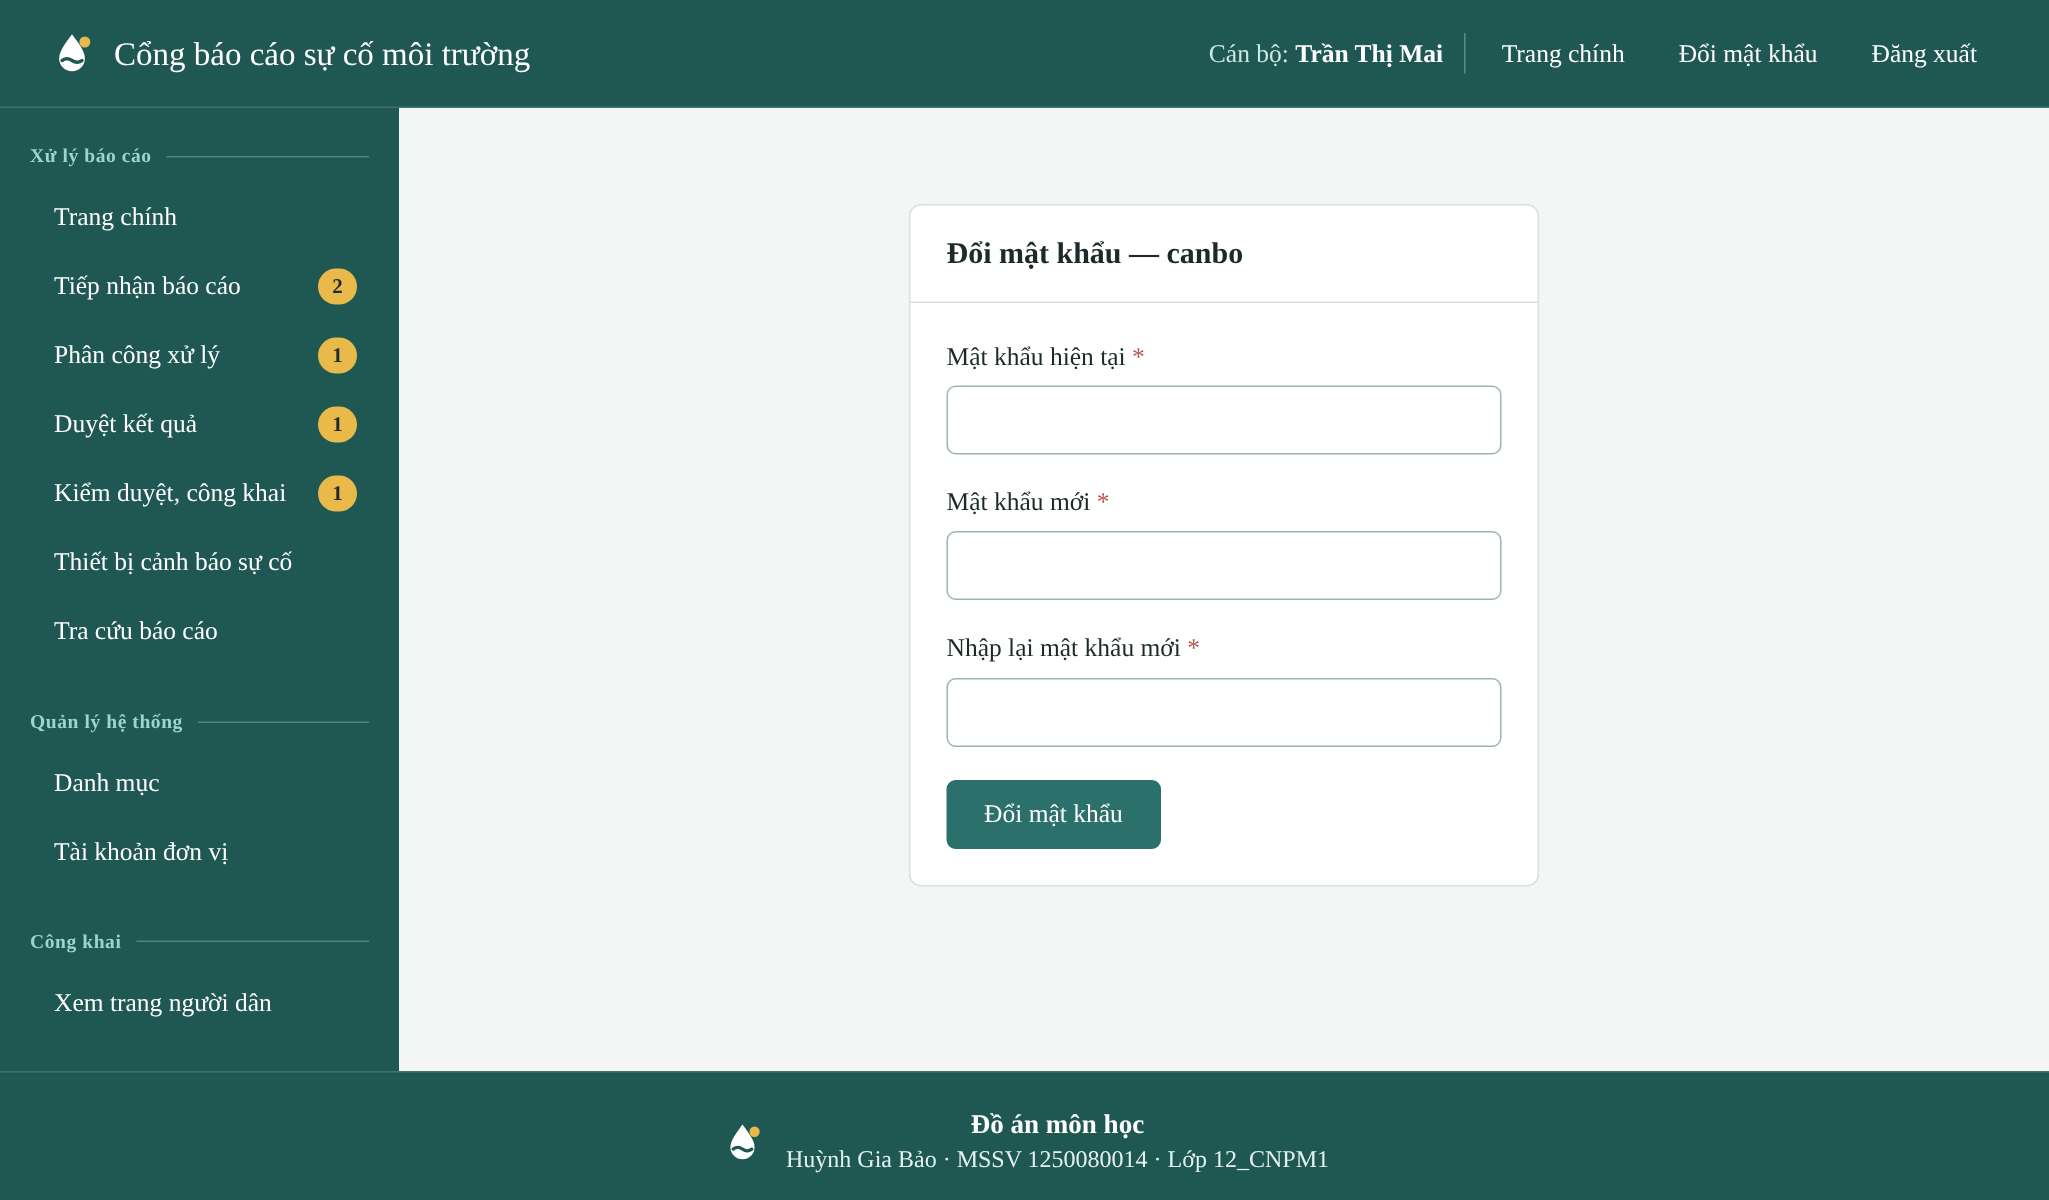 Cổng báo cáo sự cố môi trường
Cán bộ: Trần Thị Mai
Trang chính
Đổi mật khẩu
Đăng xuất
Xử lý báo cáo
Trang chính
Tiếp nhận báo cáo 2
Phân công xử lý 1
Duyệt kết quả 1
Kiểm duyệt, công khai 1
Thiết bị cảnh báo sự cố
Tra cứu báo cáo
Quản lý hệ thống
Danh mục
Tài khoản đơn vị
Công khai
Xem trang người dân
Đổi mật khẩu — canbo
Mật khẩu hiện tại *
Mật khẩu mới *
Nhập lại mật khẩu mới *
Đổi mật khẩu
Đồ án môn học
Huỳnh Gia Bảo · MSSV 1250080014 · Lớp 12_CNPM1